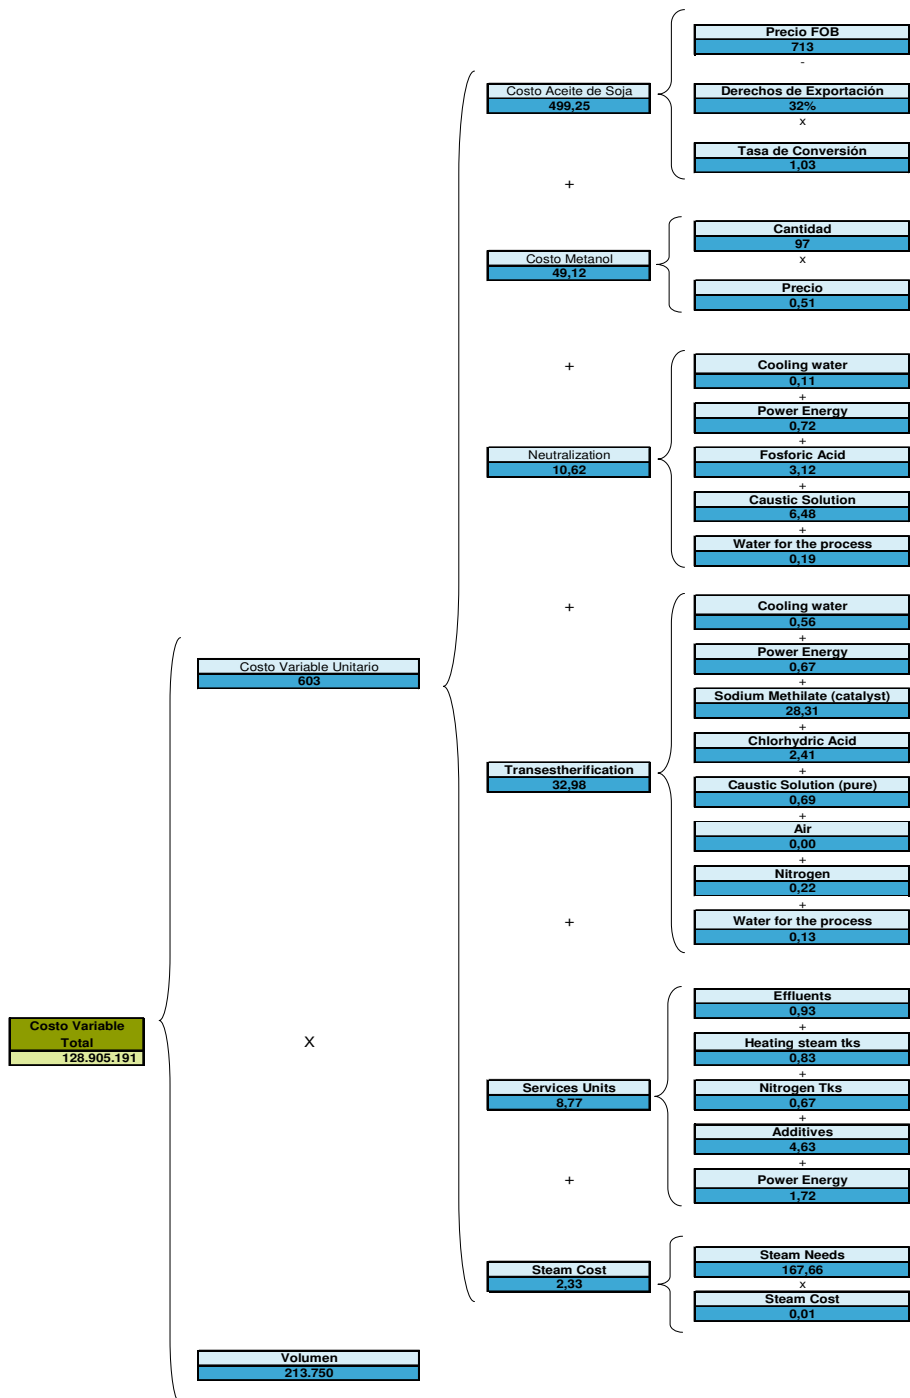 Precio FOB
713
-
Derechos de Exportación
32%
x
Tasa de Conversión
1,03
Costo Aceite de Soja
499,25
+
Cantidad
97
x
Precio
0,51
Costo Metanol
49,12
+
Cooling water
0,11
+
Power Energy
0,72
+
Fosforic Acid
3,12
+
Caustic Solution
6,48
+
Water for the process
0,19
Neutralization
10,62
+
Cooling water
0,56
+
Power Energy
0,67
+
Sodium Methilate (catalyst)
28,31
+
Chlorhydric Acid
2,41
+
Caustic Solution (pure)
0,69
+
Air
0,00
+
Nitrogen
0,22
+
Water for the process
0,13
Costo Variable Unitario
603
Transestherification
32,98
+
Effluents
0,93
+
Heating steam tks
0,83
+
Nitrogen Tks
0,67
+
Additives
4,63
+
Power Energy
1,72
Costo Variable
Total
128.905.191
X
Services Units
8,77
+
Steam Needs
167,66
x
Steam Cost
0,01
Steam Cost
2,33
Volumen
213.750